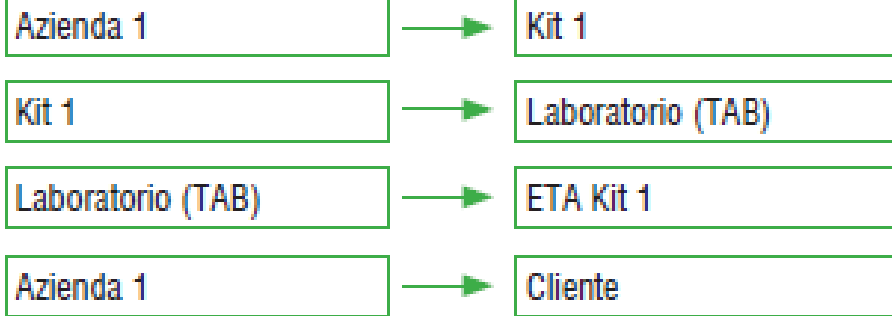 Azienda 1 Kit 1
Kit 1 Laboratorio (TAB)
Laboratorio (TAB) ETA Kit 1
Azienda 1 Cliente